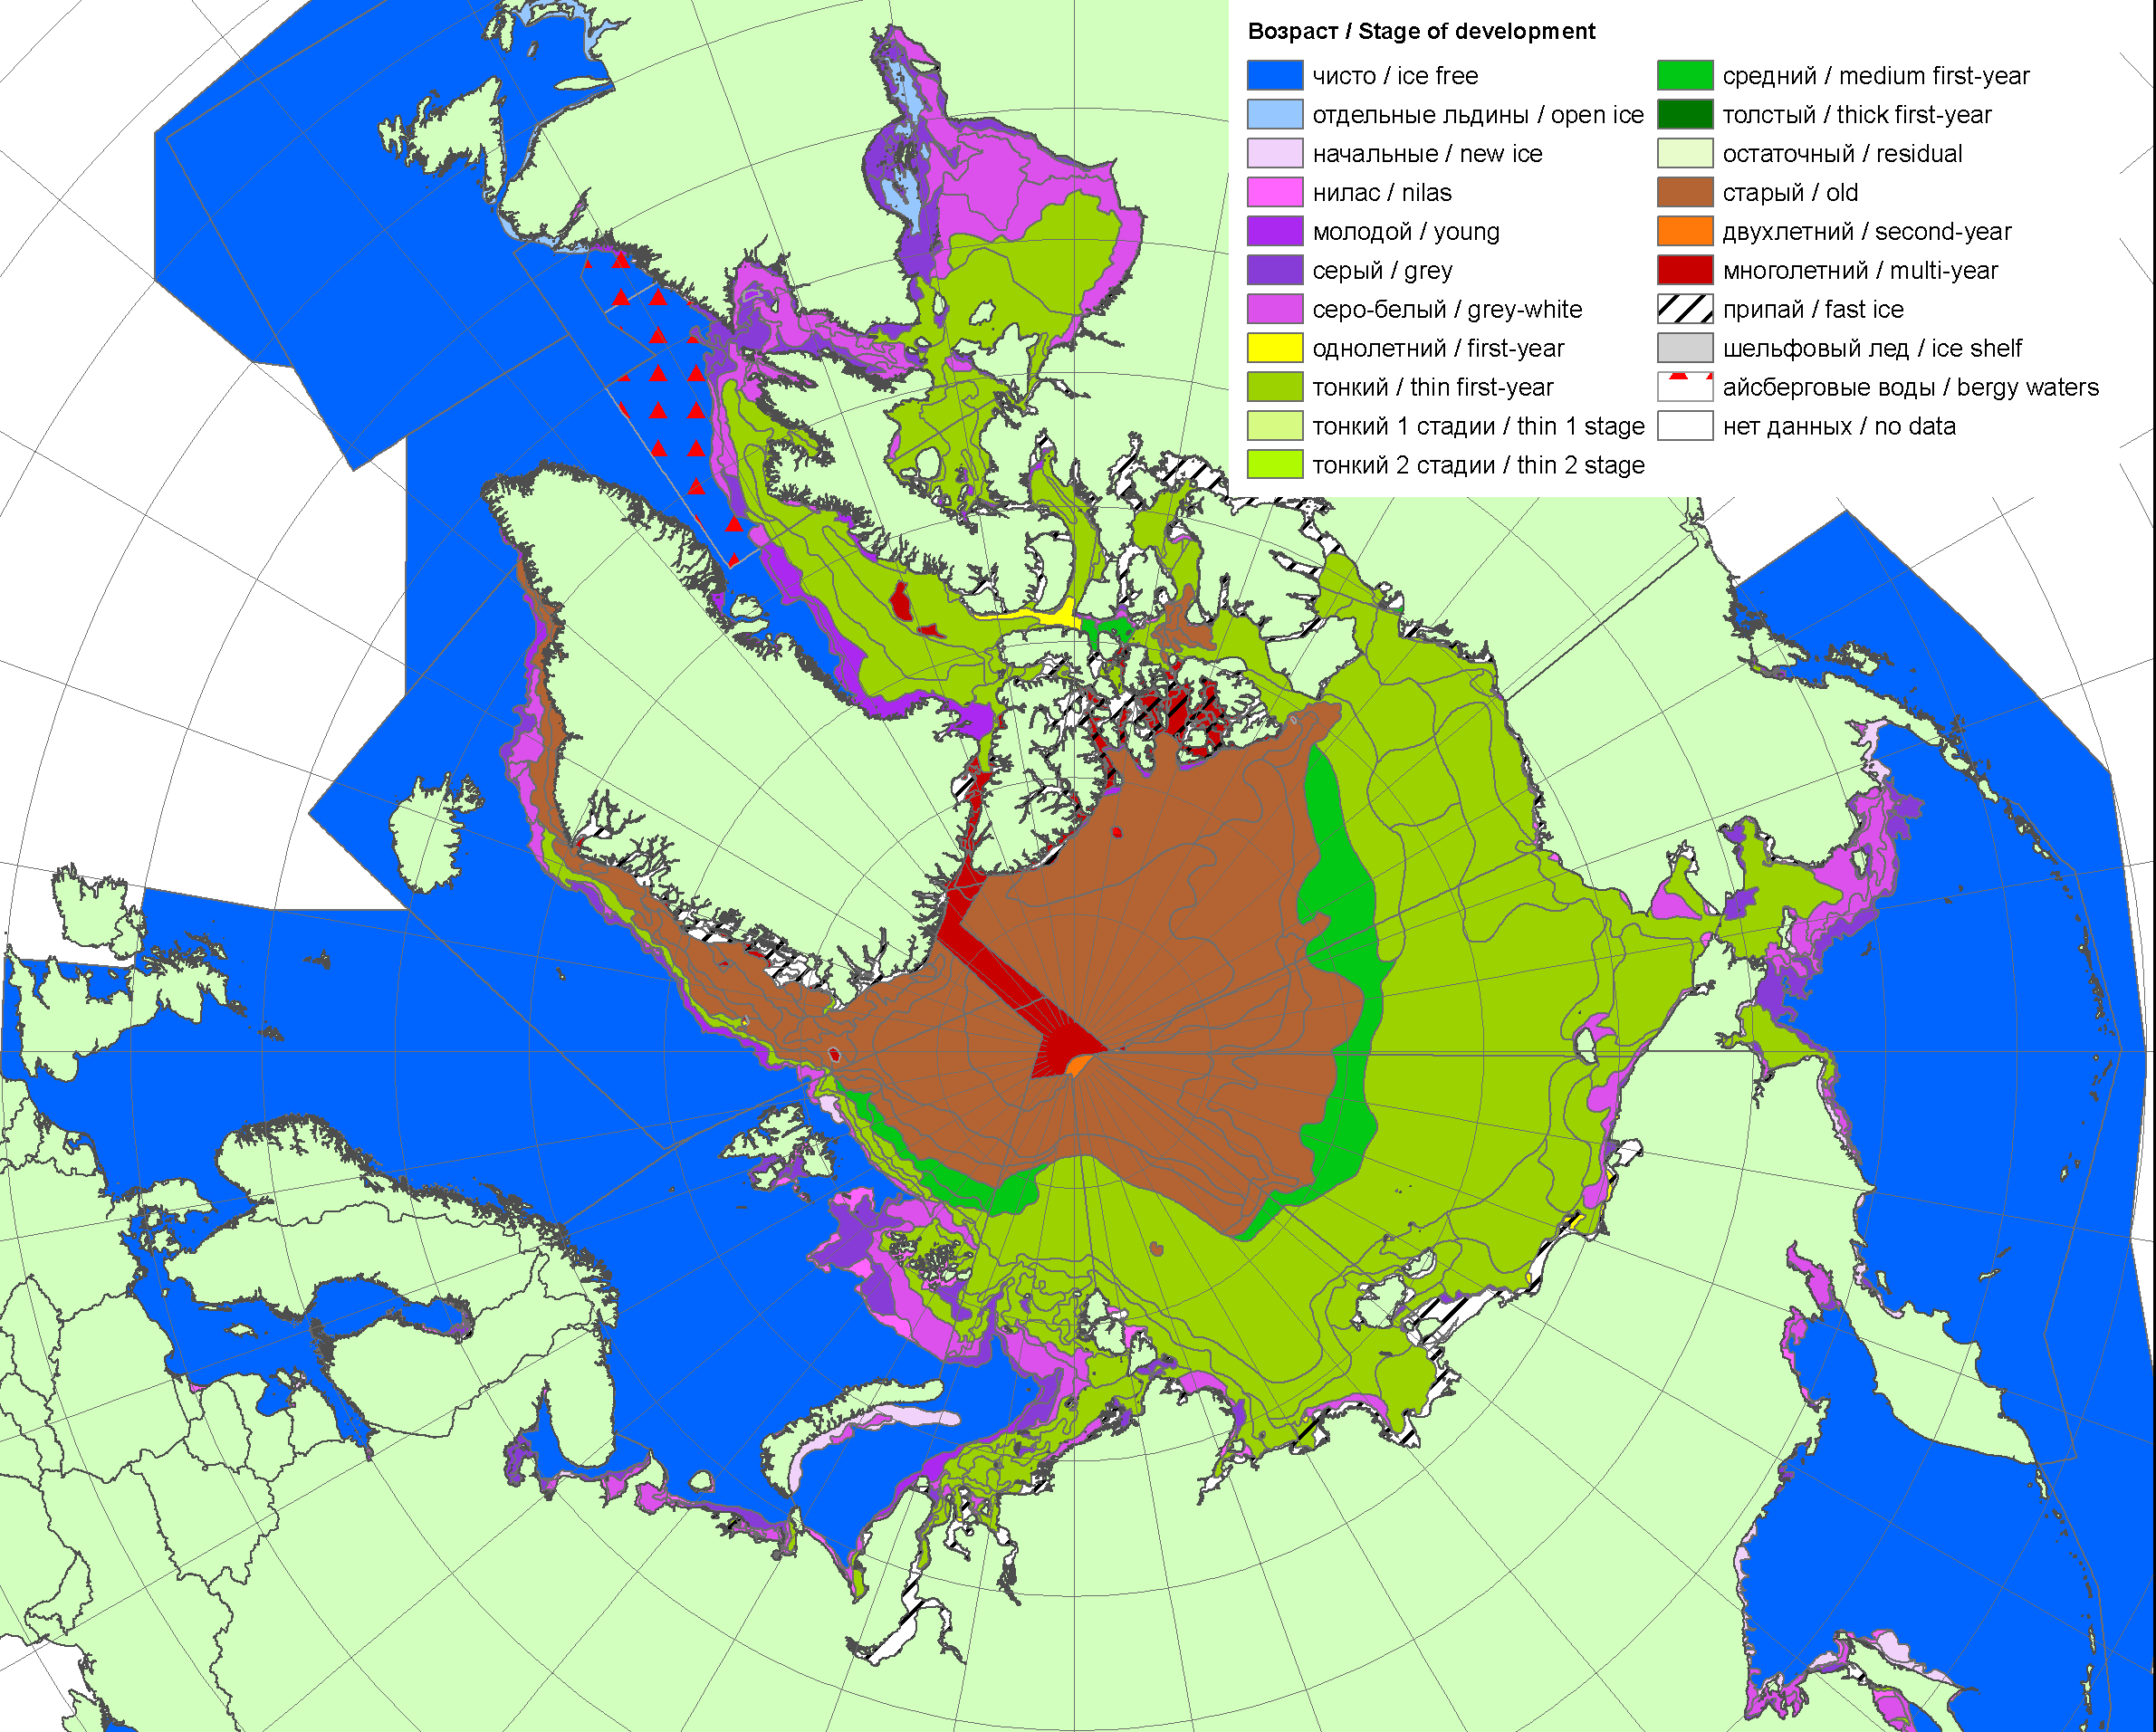 Возраст / Stage of development
чисто / ice free
отдельные льдины / open ice
начальные / new ice
нилас / nilas
молодой / young
серый / grey
серо-белый / grey-white
однолетний / first-year
тонкий / thin first-year
тонкий 1 стадии / thin 1 stage
тонкий 2 стадии / thin 2 stage
средний / medium first-year
толстый / thick first-year
остаточный / residual
старый / old
двухлетний / second-year
многолетний / multi-year
припай / fast ice
шельфовый лед / ice shelf
айсберговые воды / bergy waters
нет данных / no data